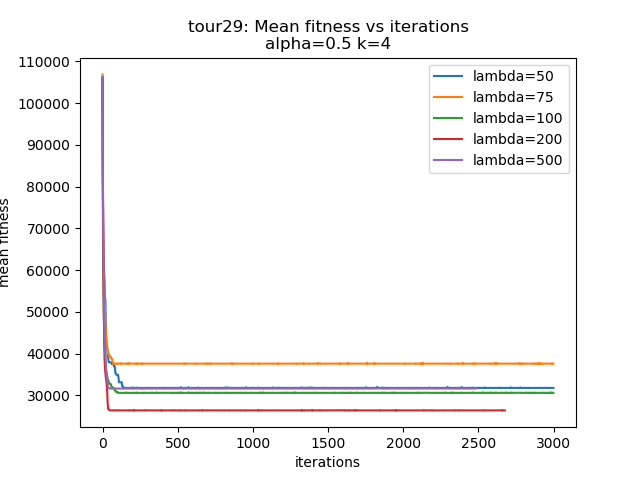 tour29: Mean fitness vs iterations
alpha=0.5 k=4
110000
100000
90000
80000
70000
60000
50000
40000
30000
mean fitness
lambda=50
lambda=75
lambda=100
lambda=200
lambda=500
0
500
1000
1500
2000
2500
3000
iterations